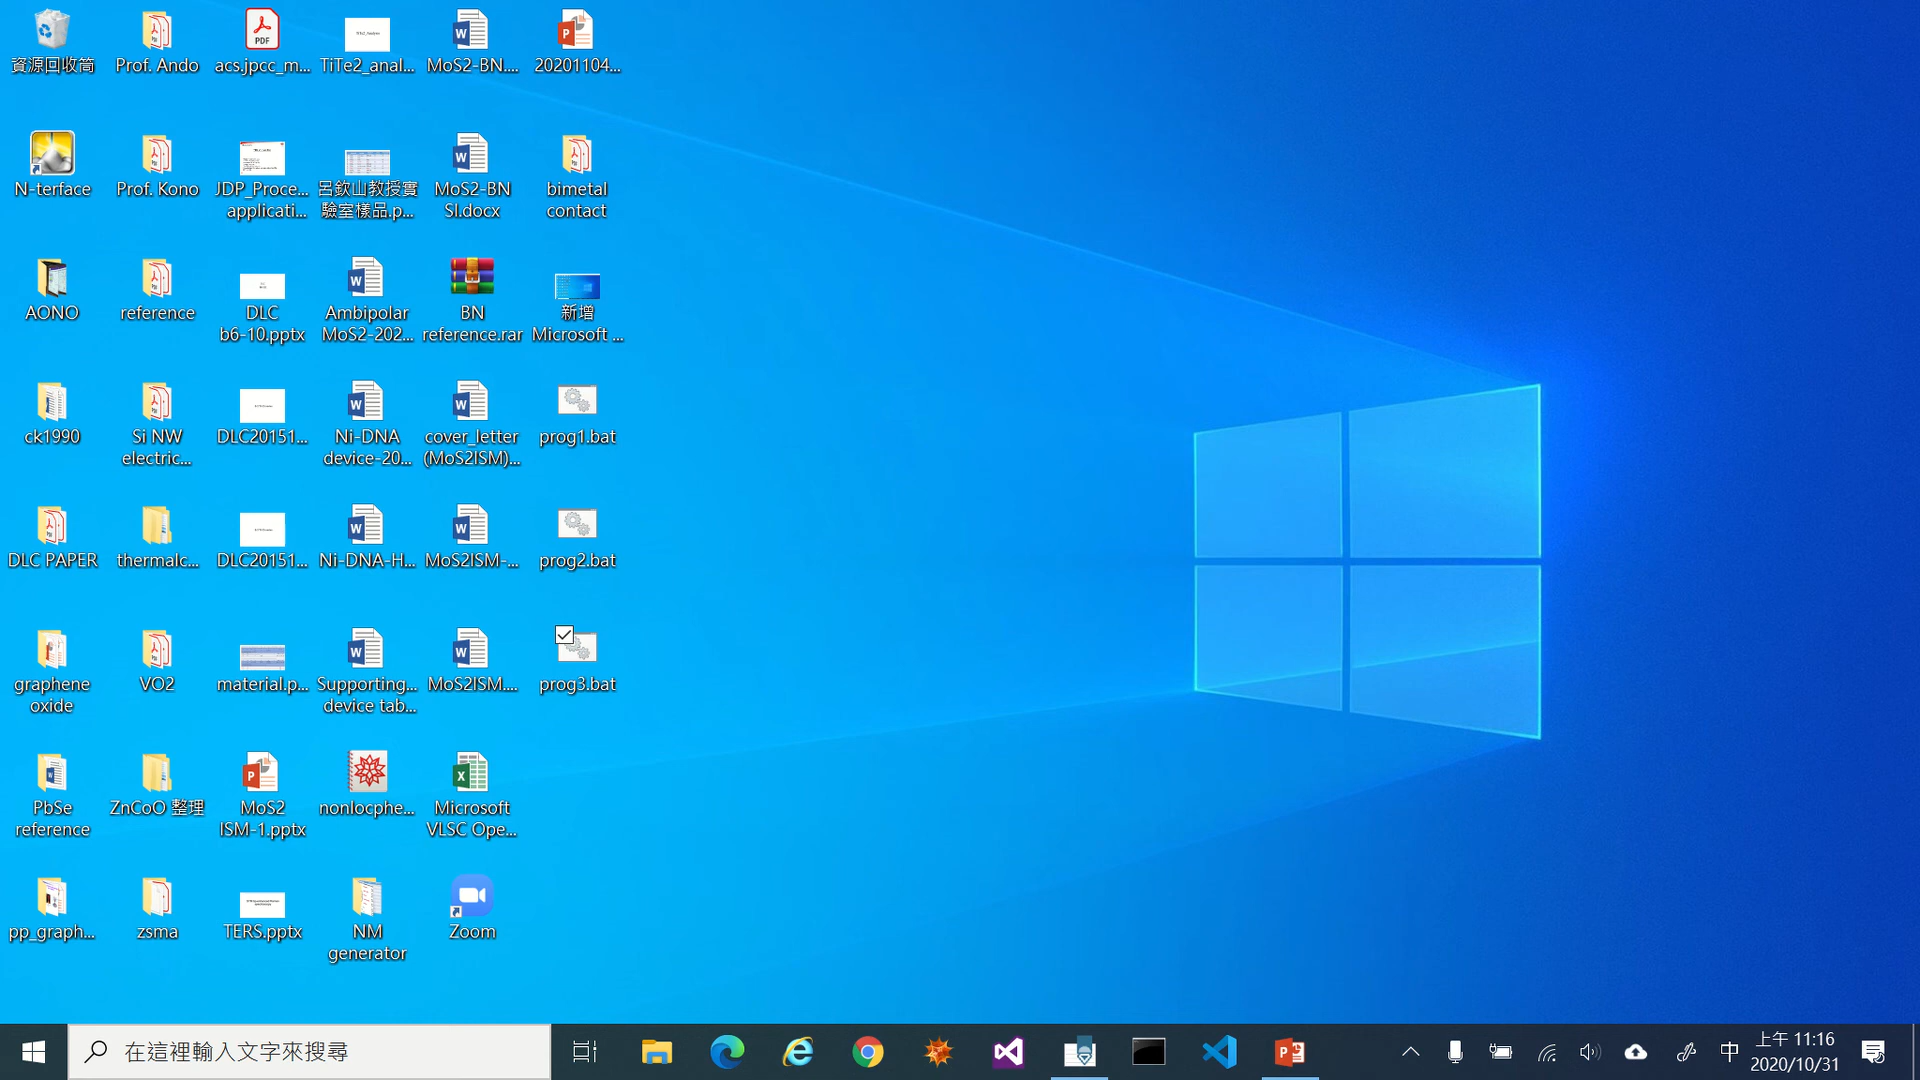 資源回收筒
Prof. Ando
acs.jpcc_m...
TiTe2_anal...
MoS2-BN....
20201104...
N-terface
Prof. Kono
JDP_Proce...
applicati...
呂欽山教授實
驗室樣品.p...
MoS2-BN
SI.docx
bimetal
contact
AONO
reference
DLC
b6-10.pptx
Ambipolar
MoS2-202...
BN
reference.rar
新增
Microsoft ...
ck1990
Si NW
electric...
DLC20151...
Ni-DNA
device-20...
cover_letter
(MoS2ISM)...
prog1.bat
DLC PAPER
thermalc...
DLC20151...
Ni-DNA-H...
MoS2ISM-...
prog2.bat
graphene
oxide
VO2
material.p...
Supporting...
device tab...
MoS2ISM....
prog3.bat
PbSe
reference
ZnCoO 整理
MoS2
ISM-1.pptx
nonlocphe...
Microsoft
VLSC Ope...
pp_graph...
zsma
TERS.pptx
NM
generator
Zoom
在這裡輸入文字來搜尋
中
上午 11:16
2020/10/31